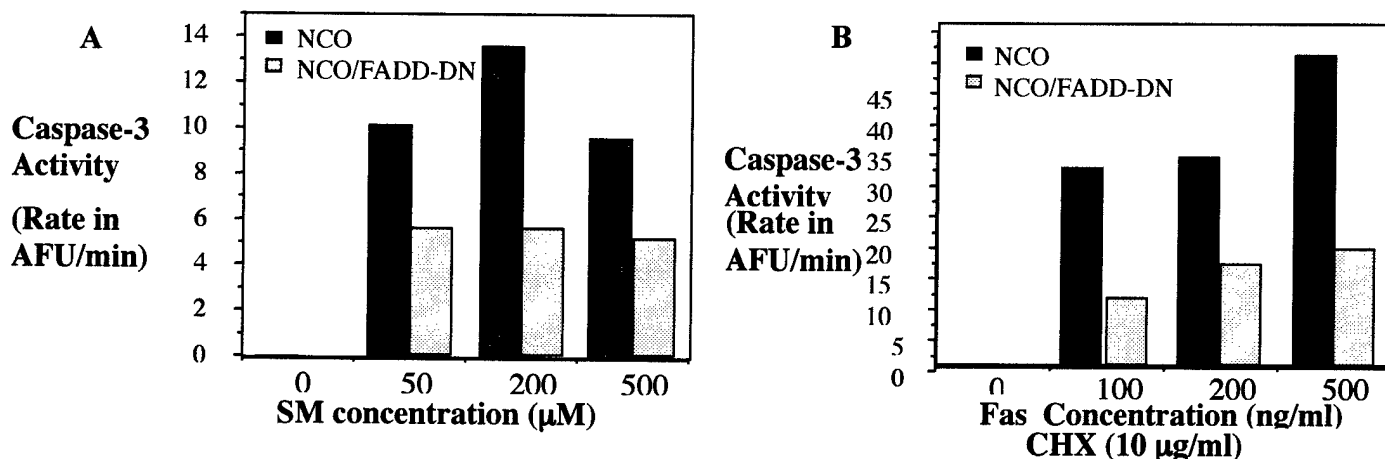 A
14
12
10
8
6
4
2
0
NCO
NCO/FADD-DN
Caspase-3
Activity
(Rate in
AFU/min)
0 50 200 500
SM concentration (µM)
B
NCO
NCO/FADD-DN
45
40
35
30
25
20
15
10
5
0
Caspase-3
Activity
(Rate in
AFU/min)
0 100 200 500
Fas Concentration (ng/ml)
CHX (10 µg/ml)